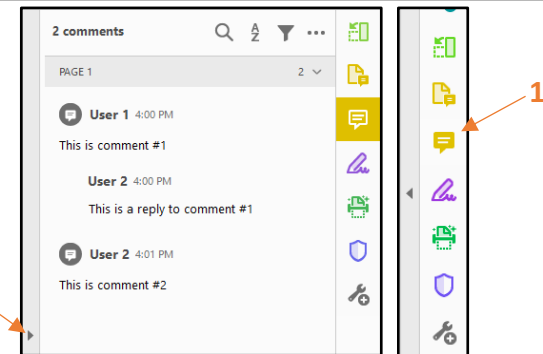 2 comments
PAGE 1 2
User 1 4:00 PM
This is comment #1
User 2 4:00 PM
This is a reply to comment #1
User 2 4:01 PM
This is comment #2
1